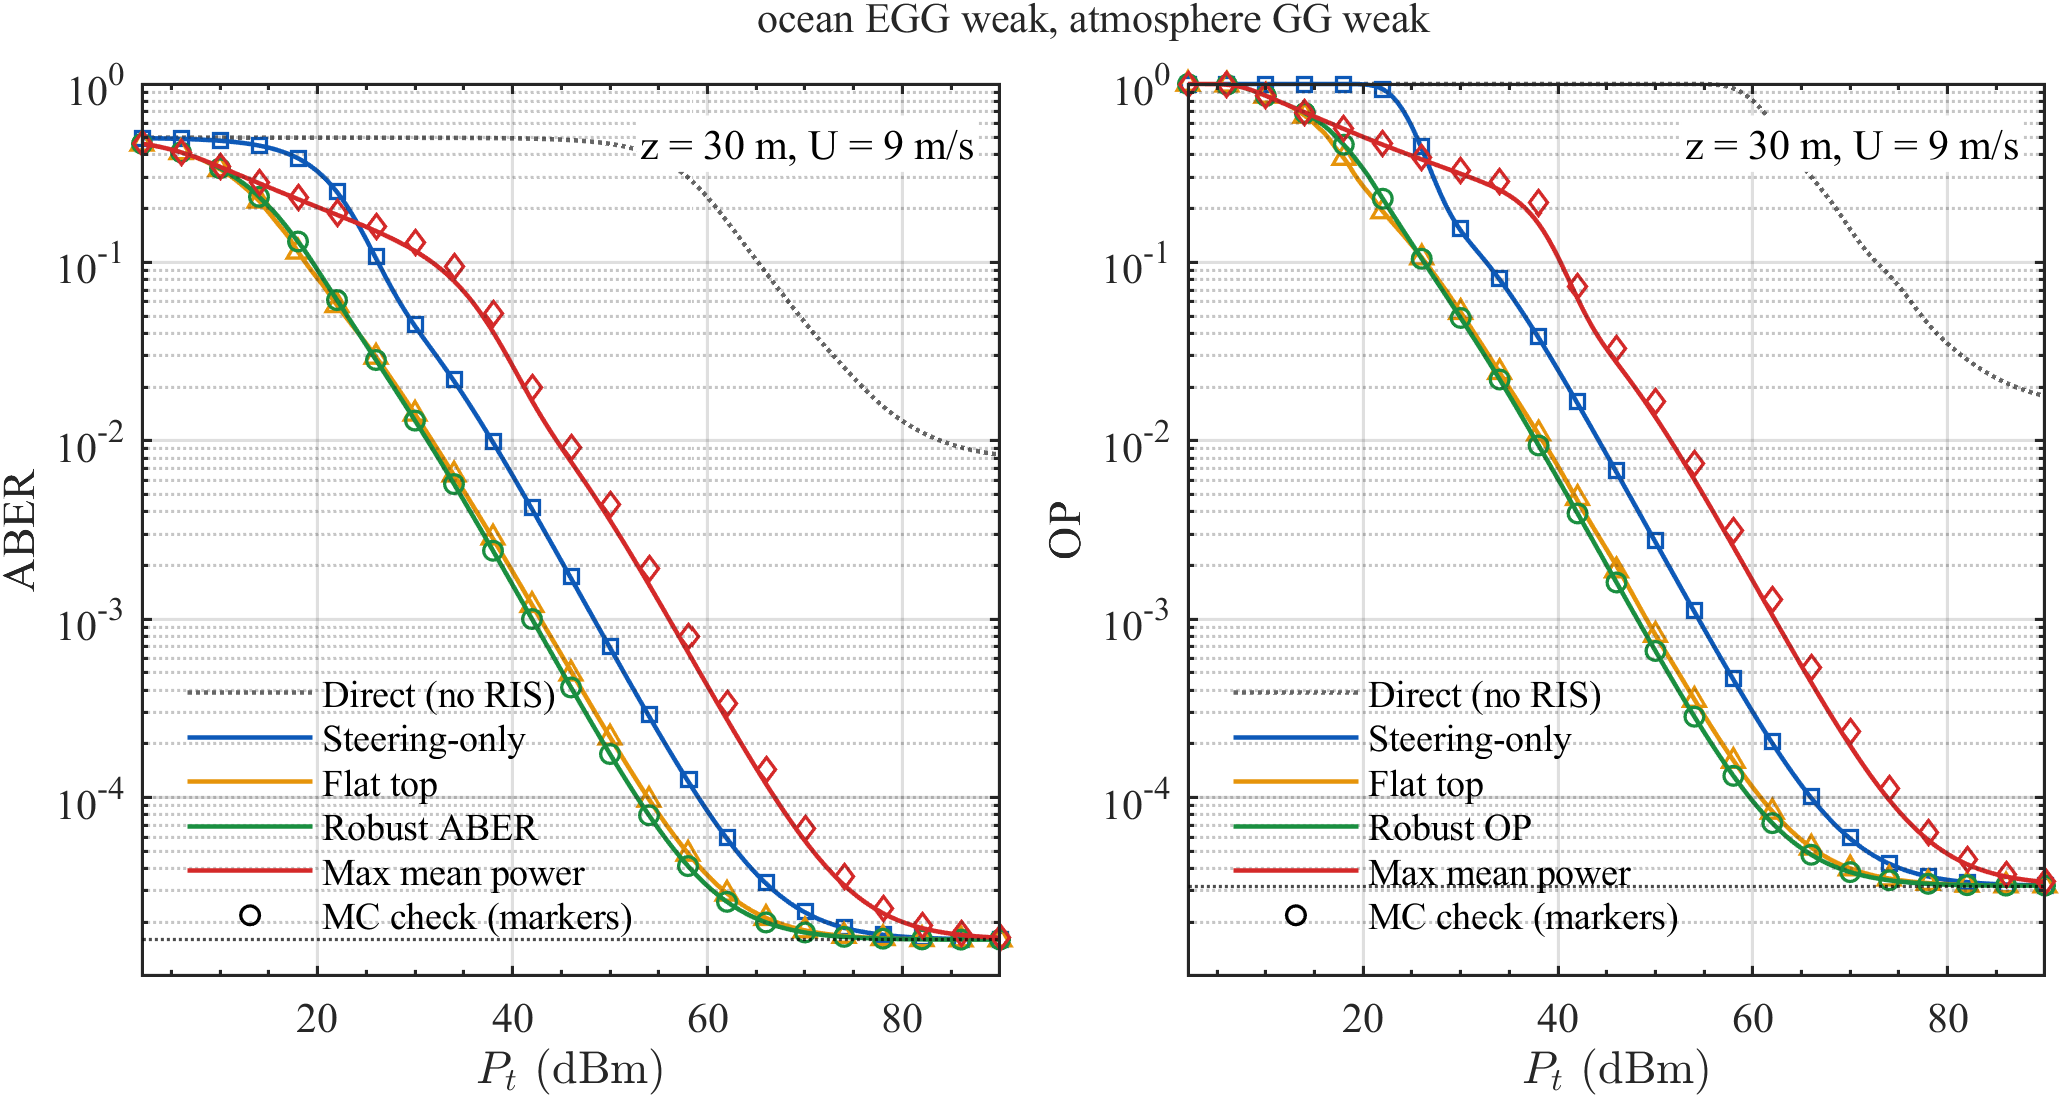 ocean EGG weak, atmosphere GG weak
10^0
10^-1
10^-2
10^-3
10^-4
ABER
z = 30 m, U = 9 m/s
Direct (no RIS)
Steering-only
Flat top
Robust ABER
Max mean power
MC check (markers)
20 40 60 80
P_t (dBm)
10^0
10^-1
10^-2
10^-3
10^-4
OP
z = 30 m, U = 9 m/s
Direct (no RIS)
Steering-only
Flat top
Robust OP
Max mean power
MC check (markers)
20 40 60 80
P_t (dBm)